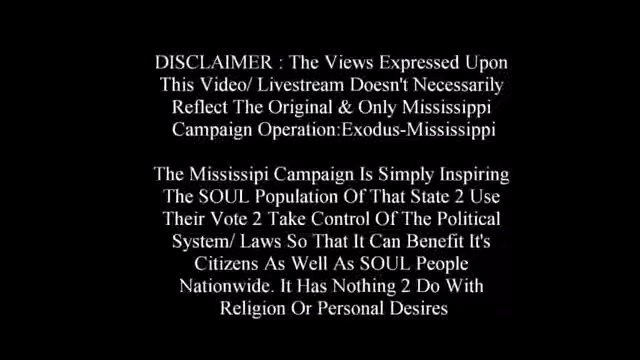 DISCLAIMER : The Views Expressed Upon
This Video/ Livestream Doesn't Necessarily
Reflect The Original & Only Mississippi
Campaign Operation:Exodus-Mississippi
The Mississipi Campaign Is Simply Inspiring
The SOUL Population Of That State 2 Use
Their Vote 2 Take Control Of The Political
System/ Laws So That It Can Benefit It's
Citizens As Well As SOUL People
Nationwide. It Has Nothing 2 Do With
Religion Or Personal Desires